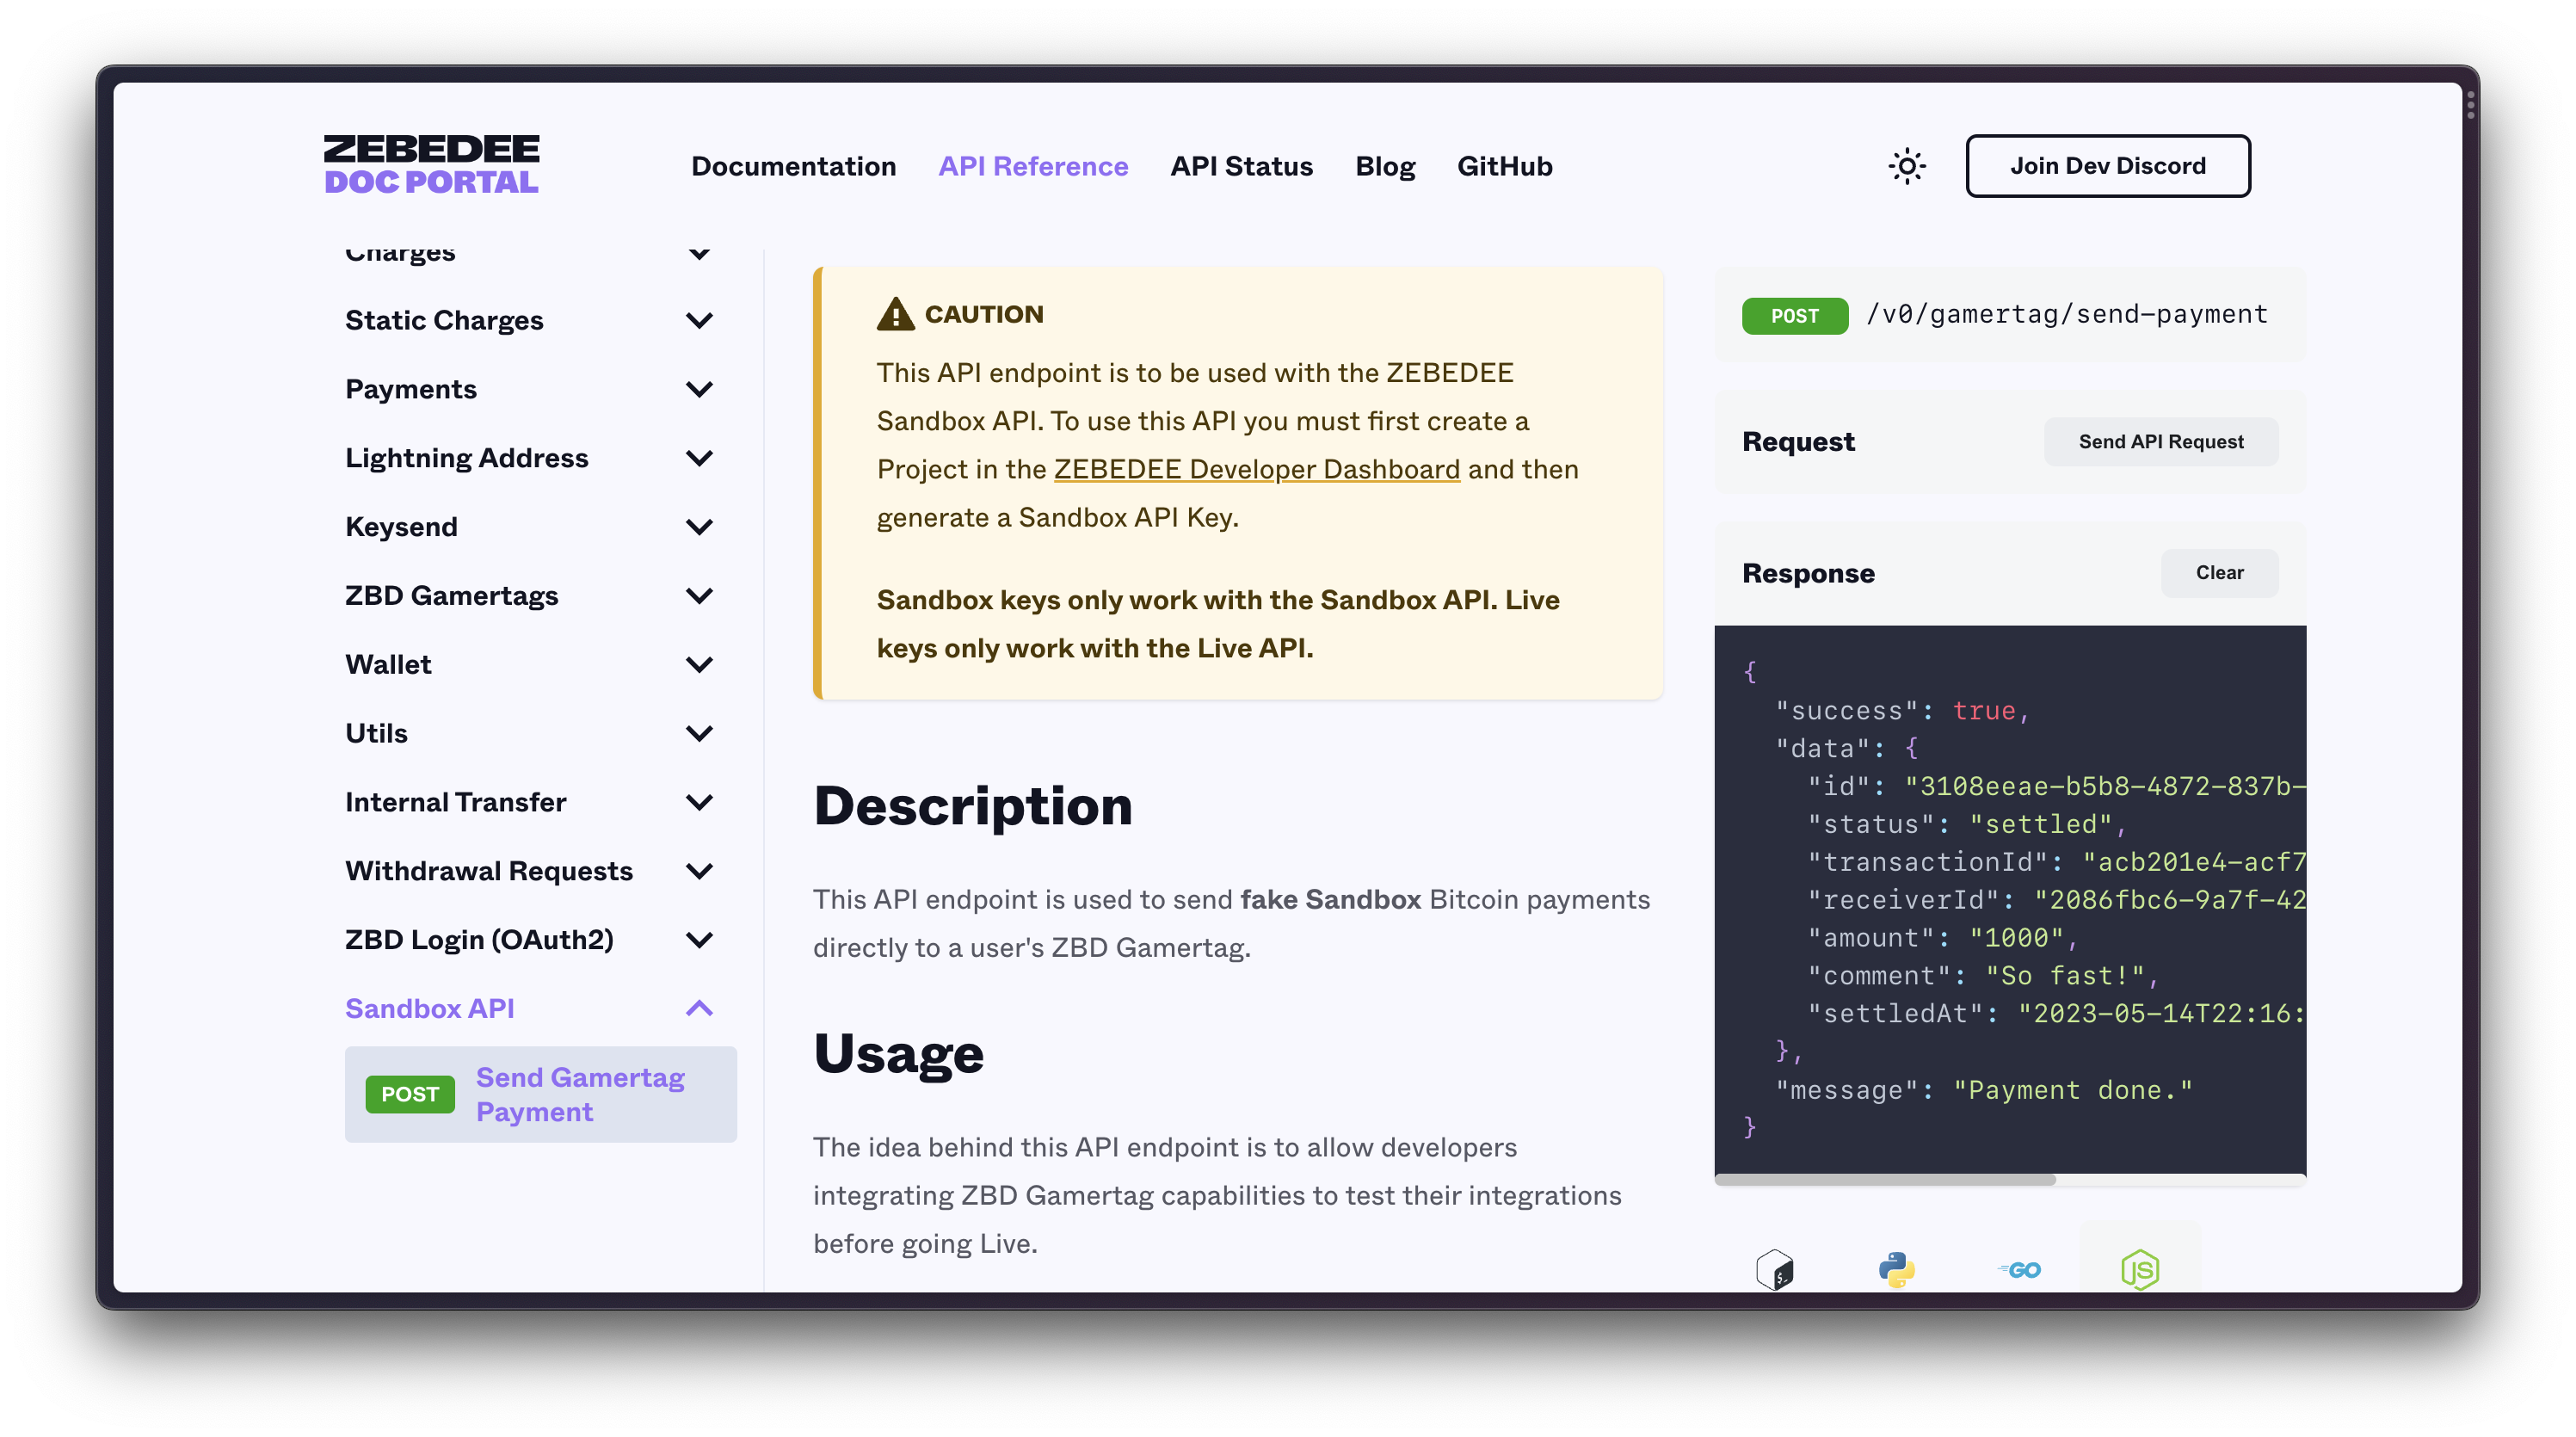 ZEBEDEE
DOC PORTAL
Documentation
API Reference
API Status
Blog
GitHub
Join Dev Discord
Charges
Static Charges
Payments
Lightning Address
Keysend
ZBD Gamertags
Wallet
Utils
Internal Transfer
Withdrawal Requests
ZBD Login (OAuth2)
Sandbox API
POST
Send Gamertag
Payment
CAUTION
This API endpoint is to be used with the ZEBEDEE
Sandbox API. To use this API you must first create a
Project in the ZEBEDEE Developer Dashboard and then
generate a Sandbox API Key.
Sandbox keys only work with the Sandbox API. Live
keys only work with the Live API.
Description
This API endpoint is used to send fake Sandbox Bitcoin payments
directly to a user's ZBD Gamertag.
Usage
The idea behind this API endpoint is to allow developers
integrating ZBD Gamertag capabilities to test their integrations
before going Live.
POST /v0/gamertag/send-payment
Request
Send API Request
Response
Clear
{
"success": true,
"data": {
"id": "3108eeae-b5b8-4872-837b-
"status": "settled",
"transactionId": "acb201e4-acf7
"receiverId": "2086fbc6-9a7f-42
"amount": "1000",
"comment": "So fast!",
"settledAt": "2023-05-14T22:16:
},
"message": "Payment done."
}
$_
GO
JS